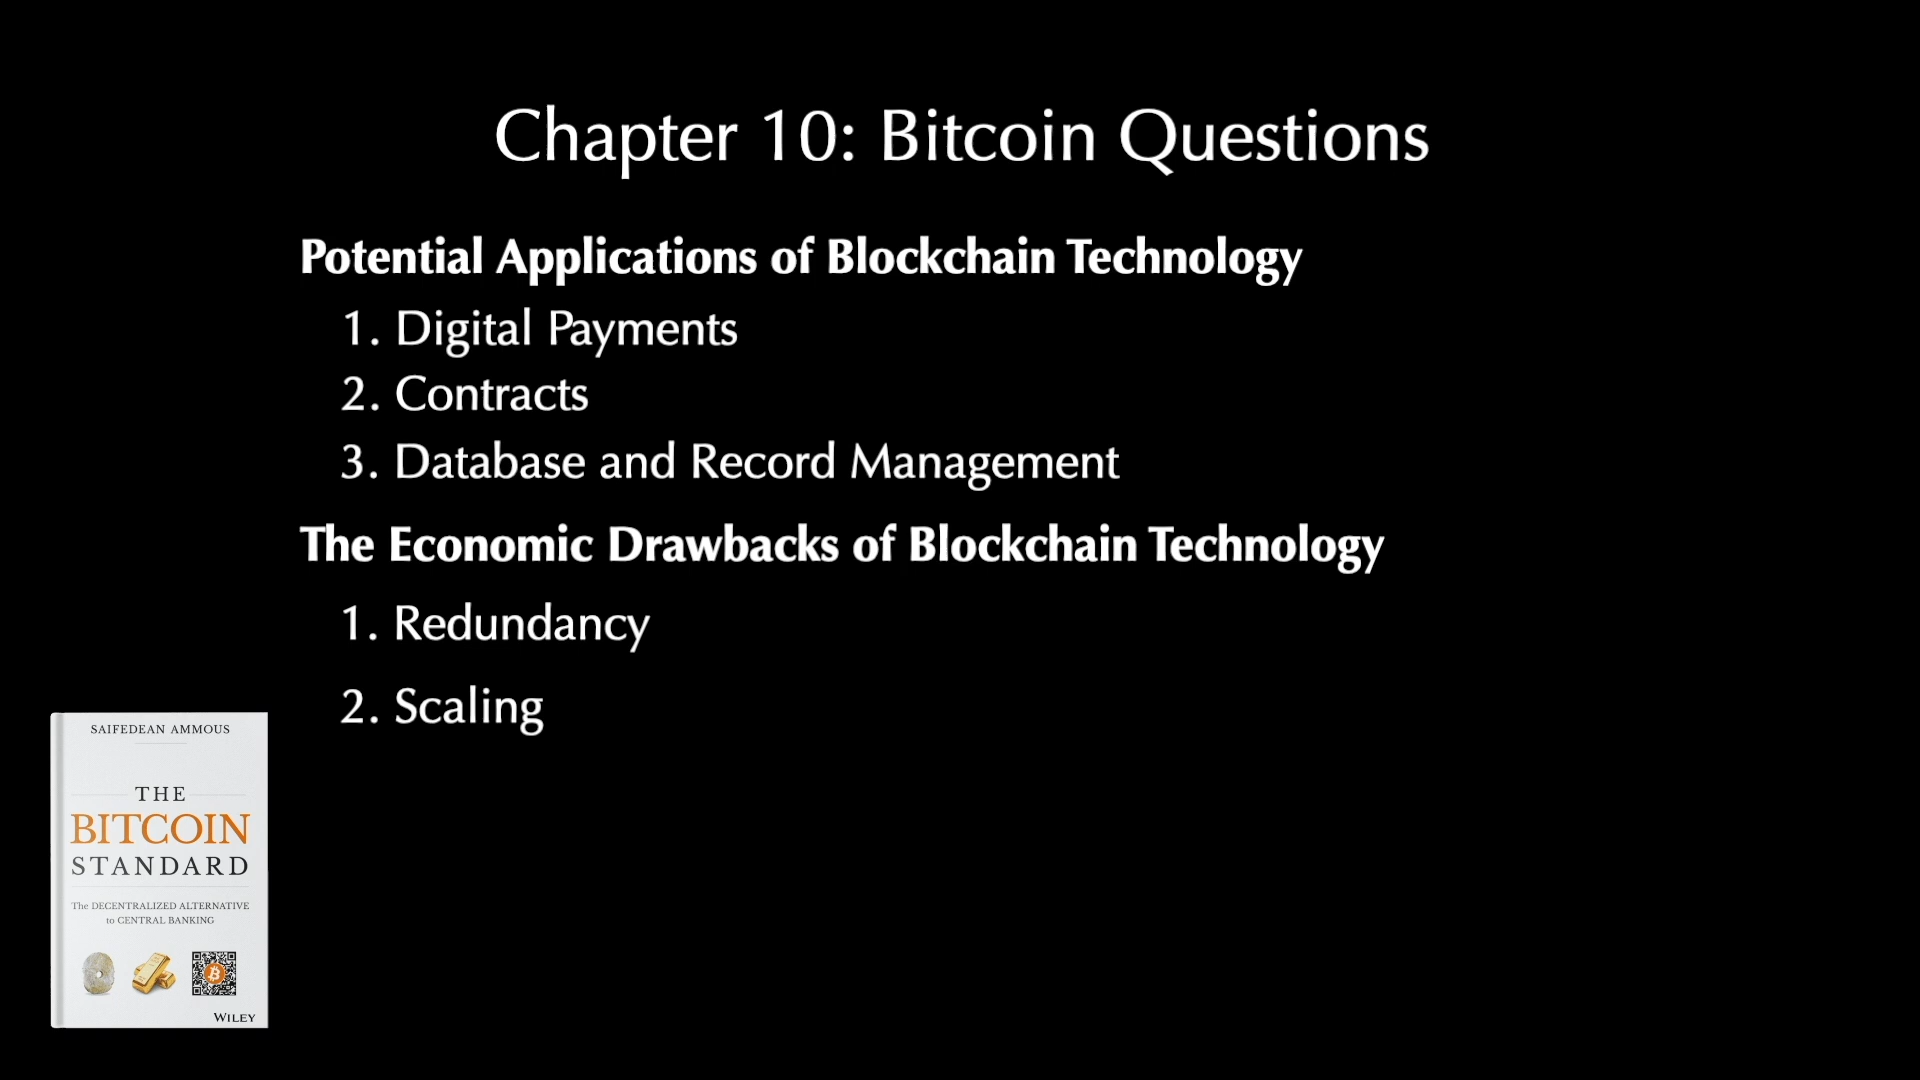 Chapter 10: Bitcoin Questions
Potential Applications of Blockchain Technology
1. Digital Payments
2. Contracts
3. Database and Record Management
The Economic Drawbacks of Blockchain Technology
1. Redundancy
2. Scaling
SAIFEDEAN AMMOUS
THE
BITCOIN
STANDARD
The DECENTRALIZED ALTERNATIVE
to CENTRAL BANKING
WILEY